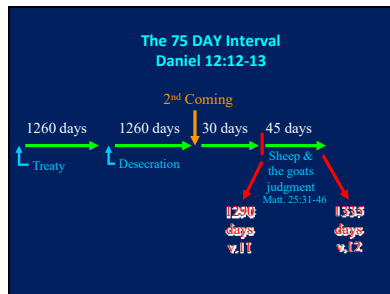 The 75 DAY Interval
Daniel 12:12-13
2nd Coming
1260 days 1260 days 30 days 45 days
Treaty
Desecration
Sheep &
the goats
judgment
Matt. 25:31-46
1290
days
v.11
1335
days
v,12